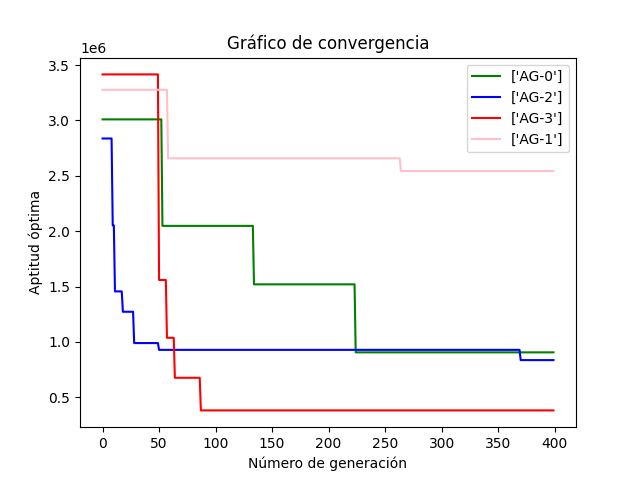 Gráfico de convergencia
1e6
3.5
3.0
2.5
2.0
1.5
1.0
0.5
Aptitud óptima
['AG-0']
['AG-2']
['AG-3']
['AG-1']
0 50 100 150 200 250 300 350 400
Número de generación